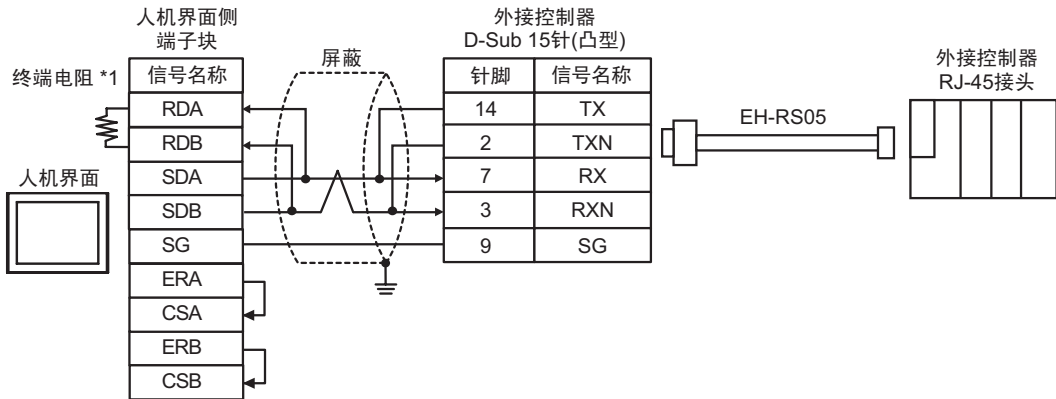 人机界面侧
端子块
外接控制器
D-Sub 15针(凸型)
外接控制器
RJ-45接头
终端电阻 *1
屏蔽
人机界面
信号名称
RDA
RDB
SDA
SDB
SG
ERA
CSA
ERB
CSB
针脚 信号名称
14 TX
2 TXN
7 RX
3 RXN
9 SG
EH-RS05